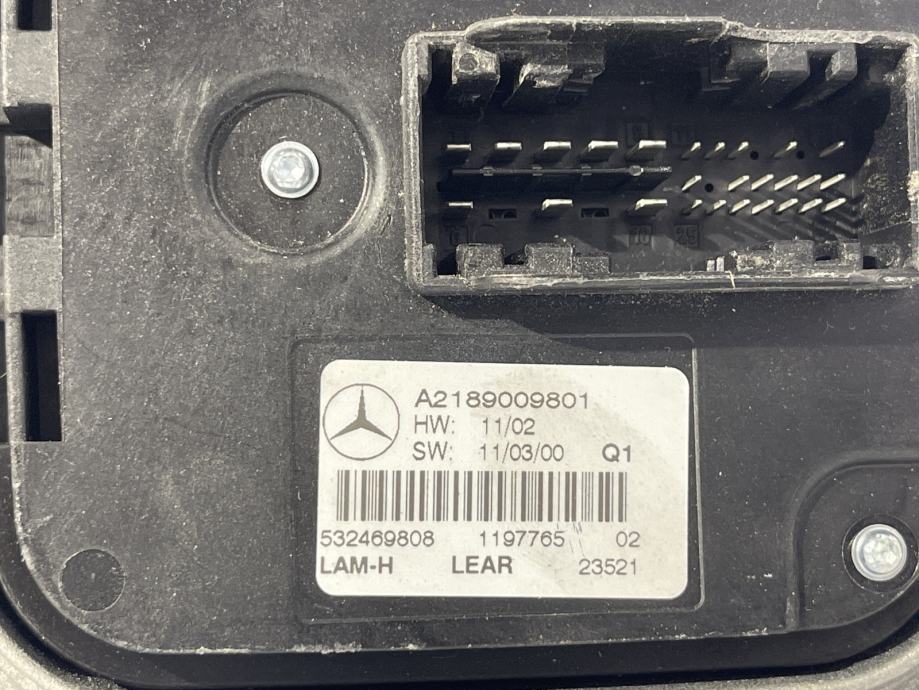 A2189009801
HW: 11/02
SW: 11/03/00 Q1
532469808 1197765 02
LAM-H LEAR 23521